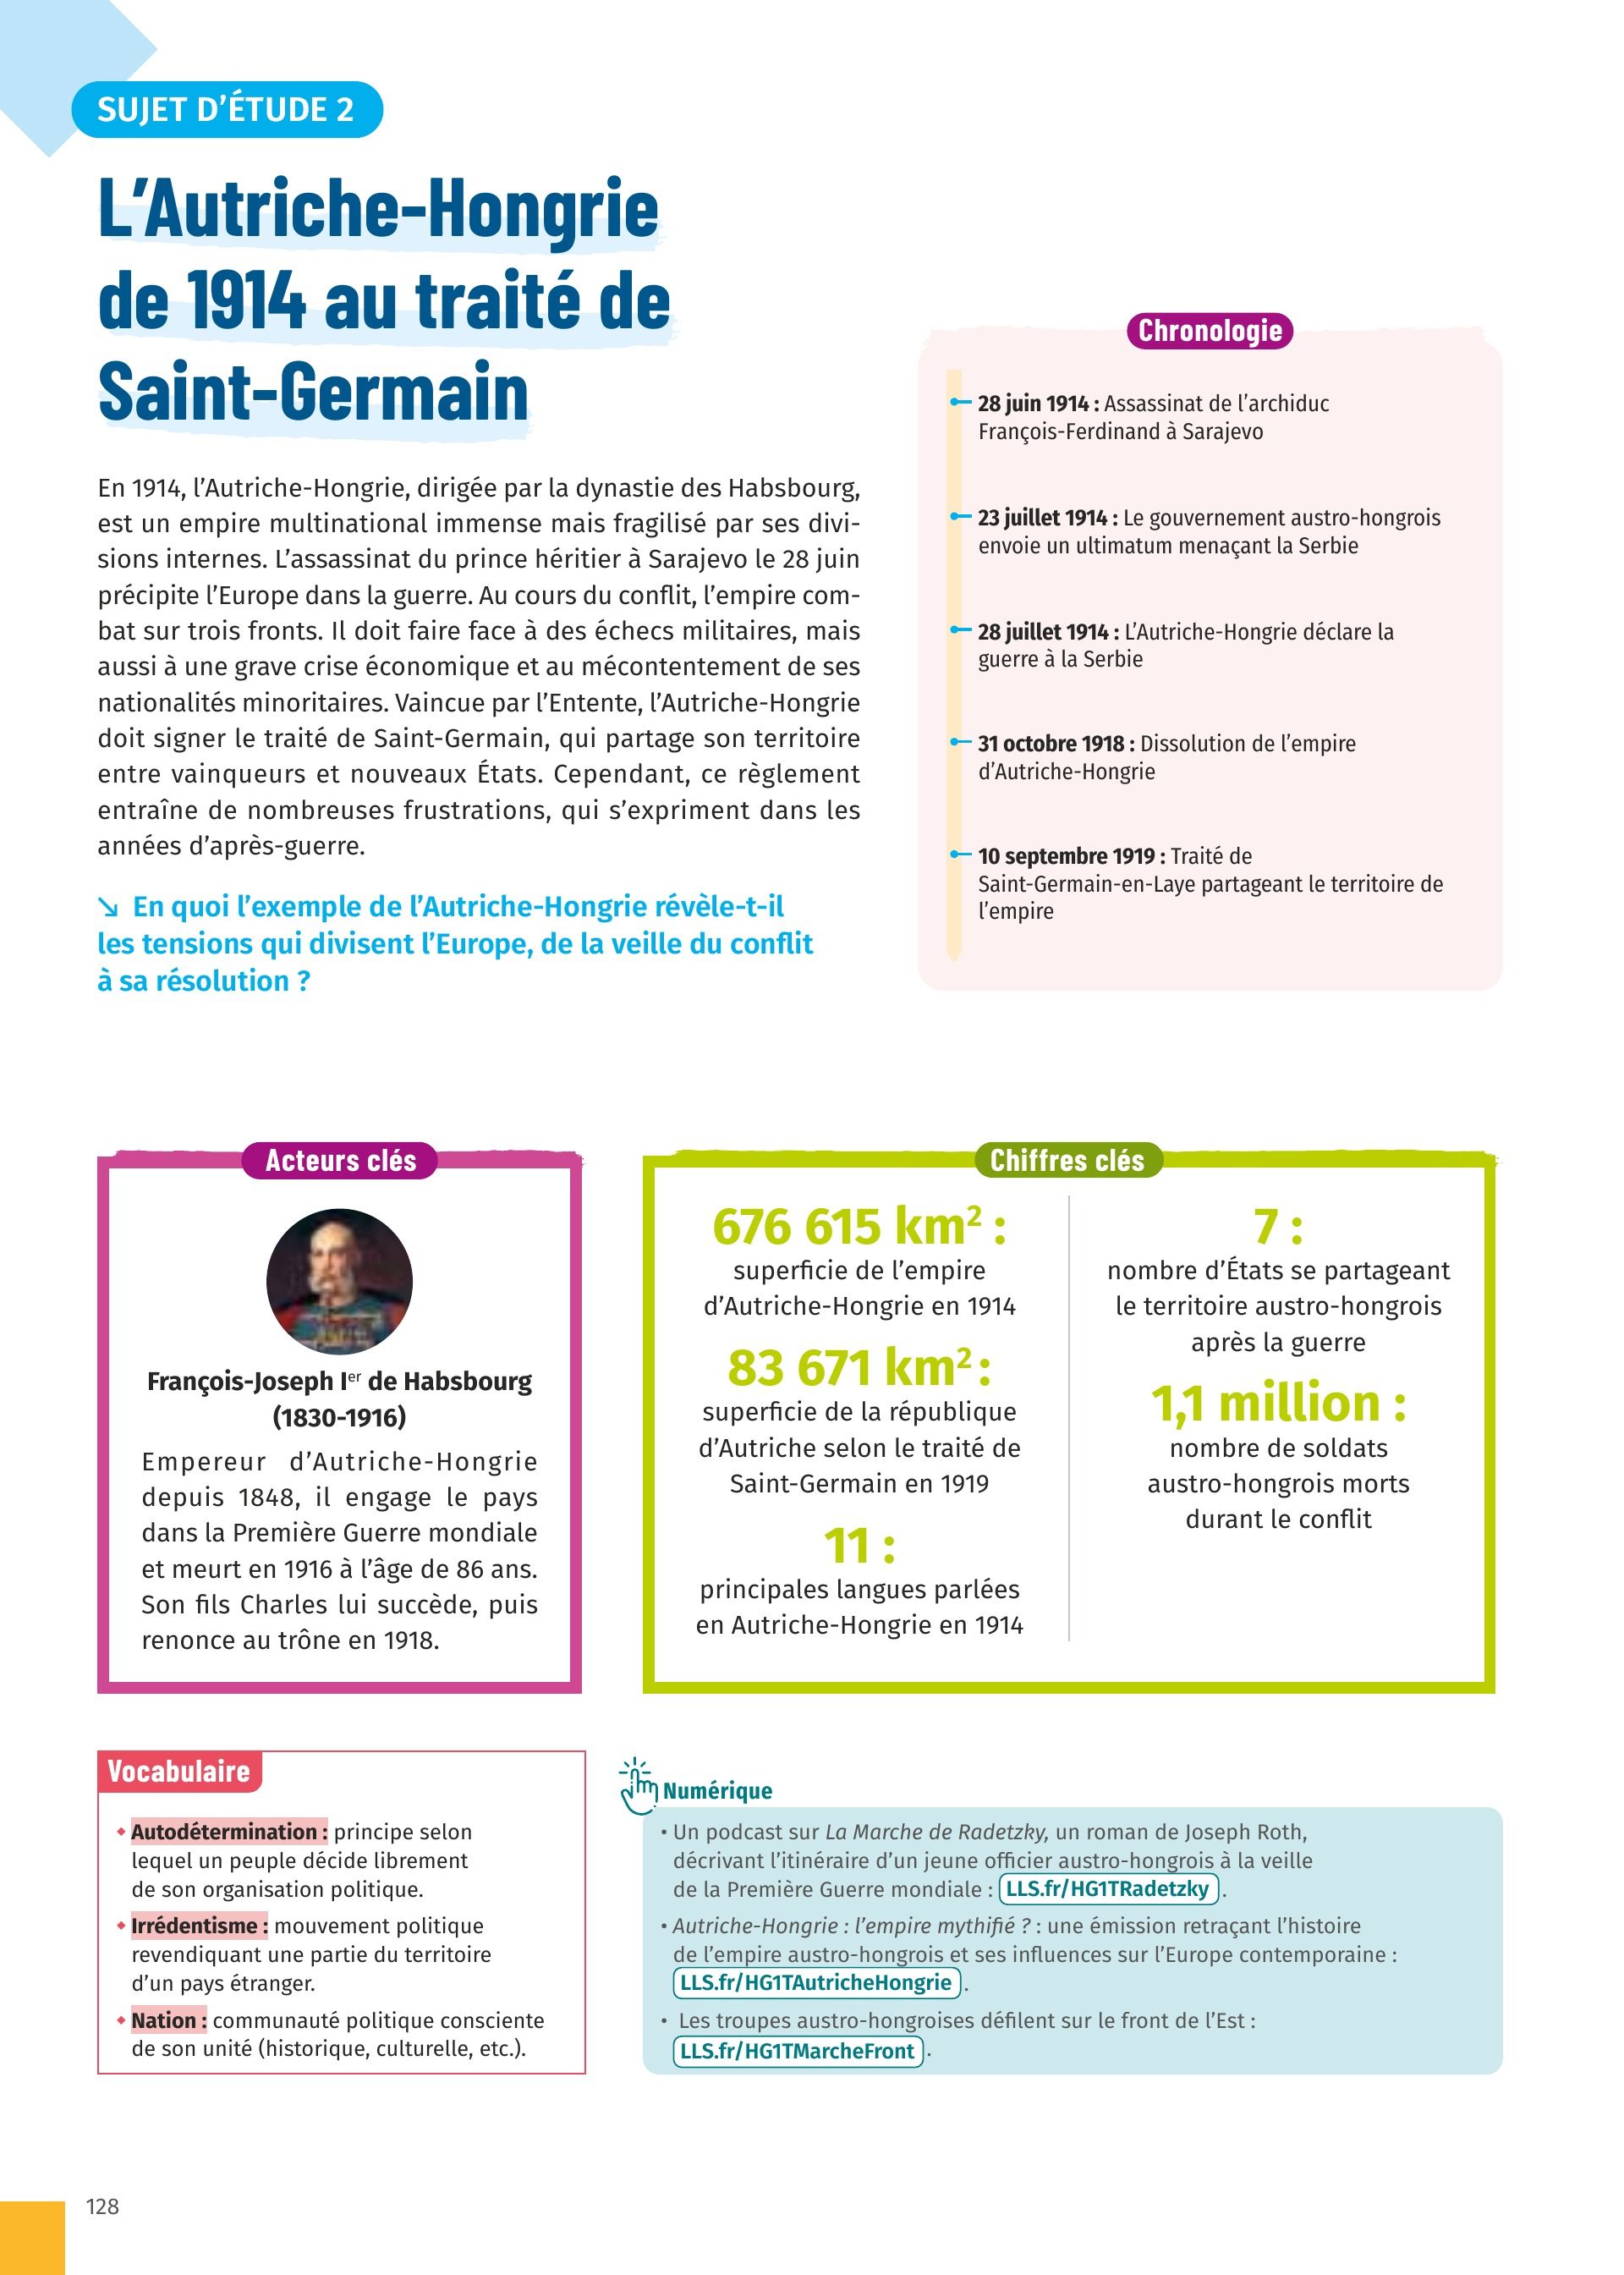 SUJET D'ÉTUDE 2
L'Autriche-Hongrie
de 1914 au traité de
Saint-Germain
En 1914, l'Autriche-Hongrie, dirigée par la dynastie des Habsbourg,
est un empire multinational immense mais fragilisé par ses divi-
sions internes. L'assassinat du prince héritier à Sarajevo le 28 juin
précipite l'Europe dans la guerre. Au cours du conflit, l'empire com-
bat sur trois fronts. Il doit faire face à des échecs militaires, mais
aussi à une grave crise économique et au mécontentement de ses
nationalités minoritaires. Vaincue par l'Entente, l'Autriche-Hongrie
doit signer le traité de Saint-Germain, qui partage son territoire
entre vainqueurs et nouveaux États. Cependant, ce règlement
entraîne de nombreuses frustrations, qui s'expriment dans les
années d'après-guerre.
↘ En quoi l'exemple de l'Autriche-Hongrie révèle-t-il
les tensions qui divisent l'Europe, de la veille du conflit
à sa résolution ?
Chronologie
28 juin 1914 : Assassinat de l'archiduc
François-Ferdinand à Sarajevo
23 juillet 1914 : Le gouvernement austro-hongrois
envoie un ultimatum menaçant la Serbie
28 juillet 1914 : L'Autriche-Hongrie déclare la
guerre à la Serbie
31 octobre 1918 : Dissolution de l'empire
d'Autriche-Hongrie
10 septembre 1919 : Traité de
Saint-Germain-en-Laye partageant le territoire de
l'empire
Acteurs clés
François-Joseph Ier de Habsbourg
(1830-1916)
Empereur d'Autriche-Hongrie
depuis 1848, il engage le pays
dans la Première Guerre mondiale
et meurt en 1916 à l'âge de 86 ans.
Son fils Charles lui succède, puis
renonce au trône en 1918.
Chiffres clés
676 615 km² :
superficie de l'empire
d'Autriche-Hongrie en 1914
83 671 km² :
superficie de la république
d'Autriche selon le traité de
Saint-Germain en 1919
11 :
principales langues parlées
en Autriche-Hongrie en 1914
7 :
nombre d'États se partageant
le territoire austro-hongrois
après la guerre
1,1 million :
nombre de soldats
austro-hongrois morts
durant le conflit
Vocabulaire
Autodétermination : principe selon
lequel un peuple décide librement
de son organisation politique.
Irrédentisme : mouvement politique
revendiquant une partie du territoire
d'un pays étranger.
Nation : communauté politique consciente
de son unité (historique, culturelle, etc.).
Numérique
• Un podcast sur La Marche de Radetzky, un roman de Joseph Roth,
décrivant l'itinéraire d'un jeune officier austro-hongrois à la veille
de la Première Guerre mondiale : LLS.fr/HG1TRadetzky .
• Autriche-Hongrie : l'empire mythifié ? : une émission retraçant l'histoire
de l'empire austro-hongrois et ses influences sur l'Europe contemporaine :
LLS.fr/HG1TAutricheHongrie .
• Les troupes austro-hongroises défilent sur le front de l'Est :
LLS.fr/HG1TMarcheFront .
128